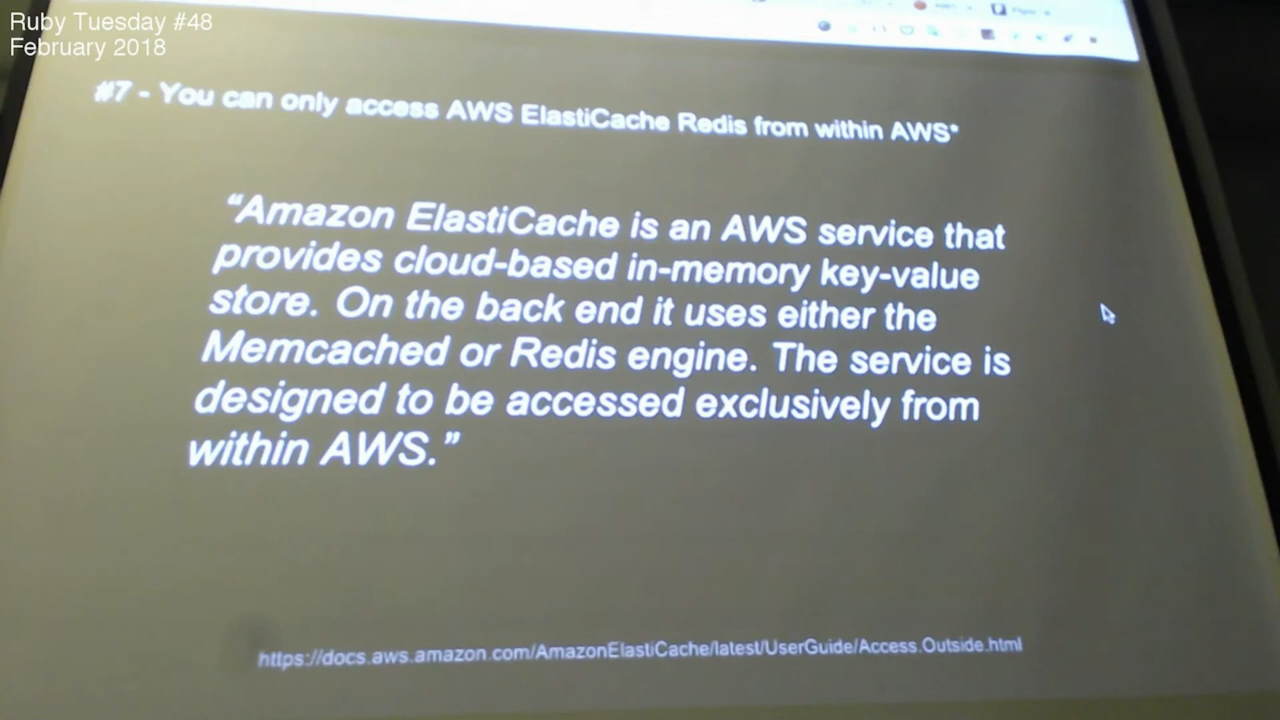 Ruby Tuesday #48
February 2018
#7 - You can only access AWS ElastiCache Redis from within AWS*
“Amazon ElastiCache is an AWS service that
provides cloud-based in-memory key-value
store. On the back end it uses either the
Memcached or Redis engine. The service is
designed to be accessed exclusively from
within AWS.”
https://docs.aws.amazon.com/AmazonElastiCache/latest/UserGuide/Access.Outside.html